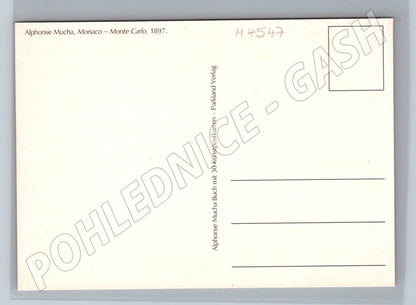 Alphonse Mucha, Monaco – Monte Carlo, 1897.
M 4547
Alphonse Mucha Buch mit 30 Kunstpostkarten – Parkland Verlag
POHLEDNICE - GASH